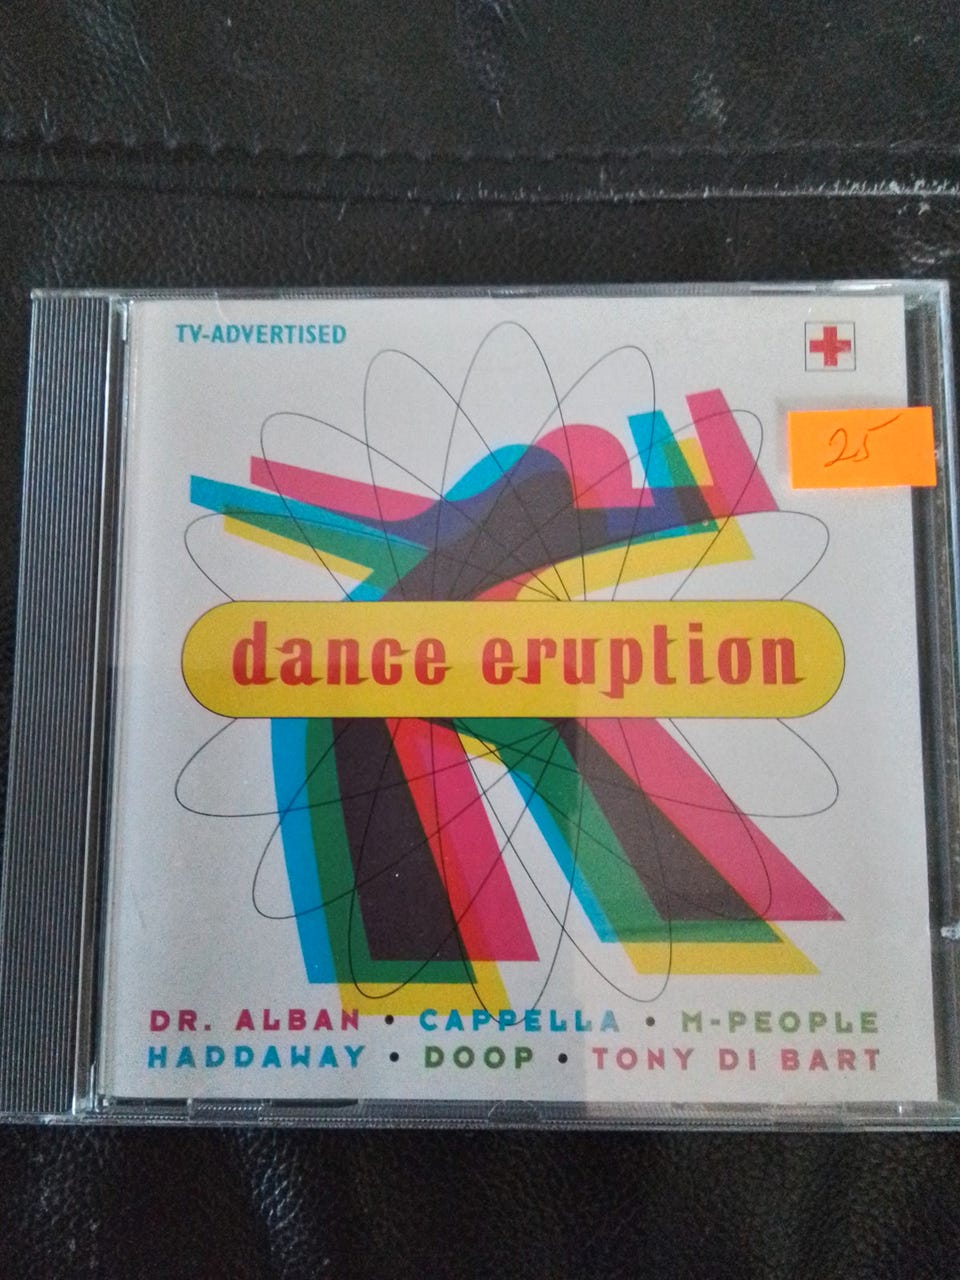 TV-ADVERTISED
25
dance eruption
DR. ALBAN • CAPPELLA • M-PEOPLE
HADDAWAY • DOOP • TONY DI BART